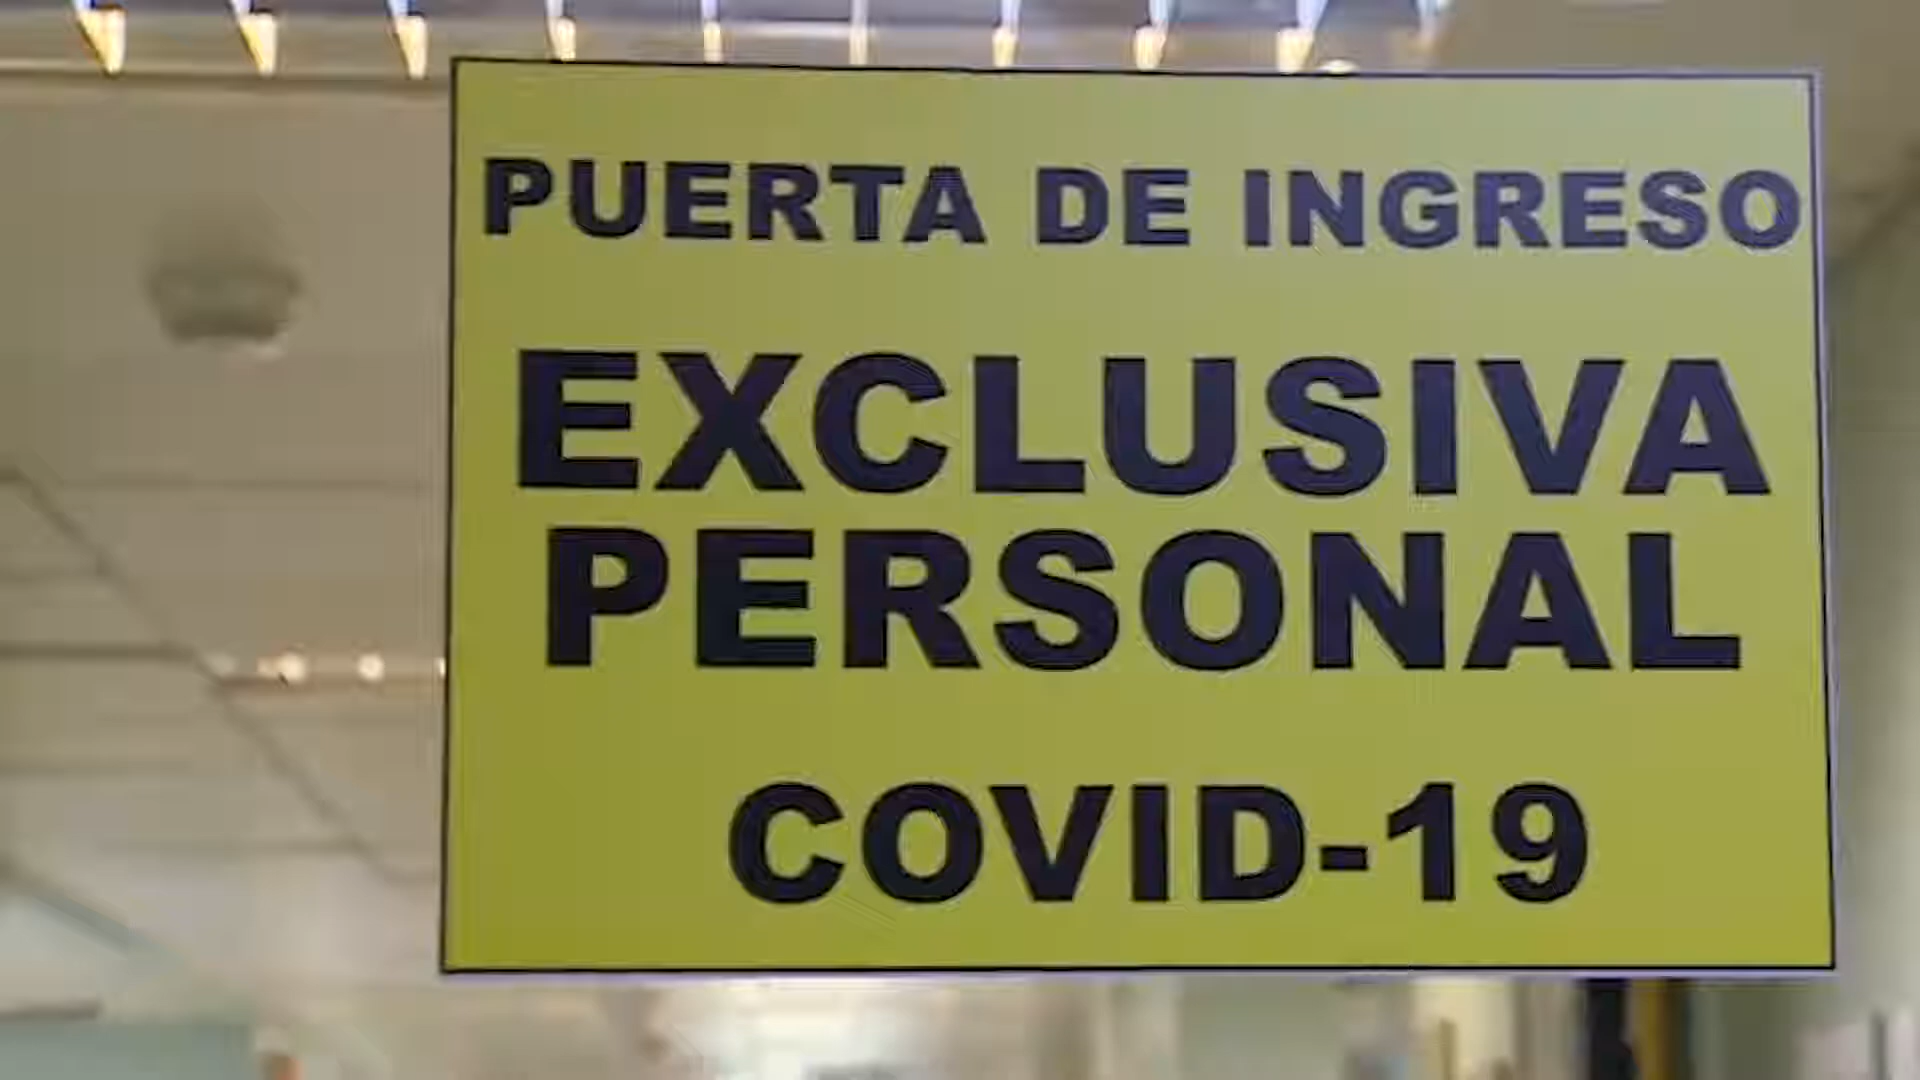 PUERTA DE INGRESO
EXCLUSIVA
PERSONAL
COVID-19